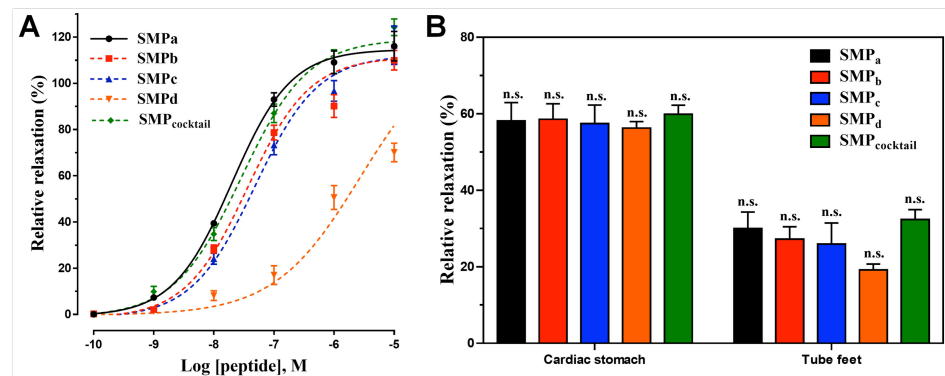 A
SMPa
SMPb
SMPc
SMPd
SMPcocktail
Relative relaxation (%)
120
100
80
60
40
20
0
-10 -9 -8 -7 -6 -5
Log [peptide], M
B
SMPa
SMPb
SMPc
SMPd
SMPcocktail
Relative relaxation (%)
80
60
40
20
0
n.s. n.s. n.s. n.s. n.s.
n.s. n.s. n.s. n.s. n.s.
Cardiac stomach Tube feet